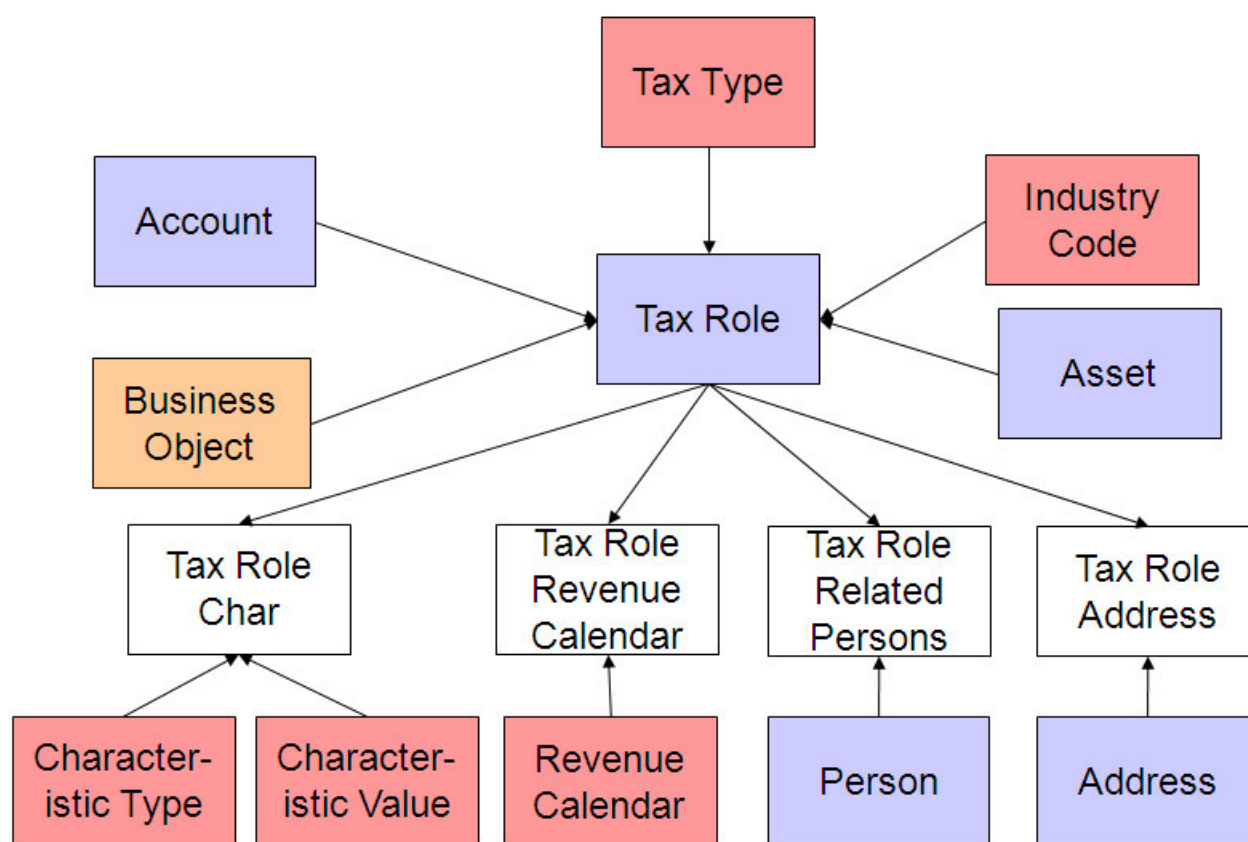 Tax Type
Account
Industry
Code
Tax Role
Asset
Business
Object
Tax Role
Char
Tax Role
Revenue
Calendar
Tax Role
Related
Persons
Tax Role
Address
Character-
istic Type
Character-
istic Value
Revenue
Calendar
Person
Address